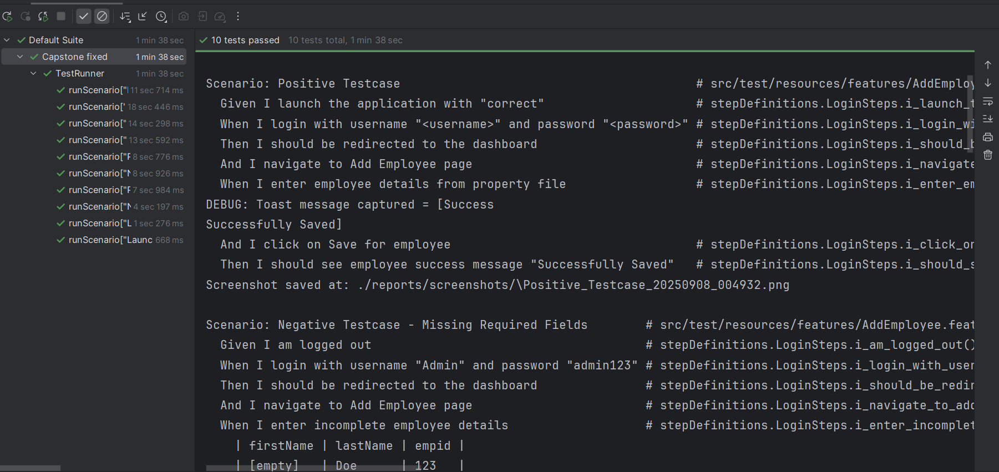 Default Suite 1 min 38 sec
Capstone fixed 1 min 38 sec
TestRunner 1 min 38 sec
runScenario[" 11 sec 714 ms
runScenario[' 18 sec 446 ms
runScenario[" 14 sec 298 ms
runScenario[" 13 sec 592 ms
runScenario["F 8 sec 776 ms
runScenario["N 8 sec 926 ms
runScenario["F 7 sec 984 ms
runScenario["N 4 sec 197 ms
runScenario["L 1 sec 276 ms
runScenario["Launc 668 ms
10 tests passed 10 tests total, 1 min 38 sec
Scenario: Positive Testcase # src/test/resources/features/AddEmploy
Given I launch the application with "correct" # stepDefinitions.LoginSteps.i_launch_t
When I login with username "<username>" and password "<password>" # stepDefinitions.LoginSteps.i_login_wi
Then I should be redirected to the dashboard # stepDefinitions.LoginSteps.i_should_b
And I navigate to Add Employee page # stepDefinitions.LoginSteps.i_navigate
When I enter employee details from property file # stepDefinitions.LoginSteps.i_enter_em
DEBUG: Toast message captured = [Success
Successfully Saved]
And I click on Save for employee # stepDefinitions.LoginSteps.i_click_on
Then I should see employee success message "Successfully Saved" # stepDefinitions.LoginSteps.i_should_s
Screenshot saved at: ./reports/screenshots/\Positive_Testcase_20250908_004932.png
Scenario: Negative Testcase - Missing Required Fields # src/test/resources/features/AddEmployee.feat
Given I am logged out # stepDefinitions.LoginSteps.i_am_logged_out()
When I login with username "Admin" and password "admin123" # stepDefinitions.LoginSteps.i_login_with_user
Then I should be redirected to the dashboard # stepDefinitions.LoginSteps.i_should_be_redir
And I navigate to Add Employee page # stepDefinitions.LoginSteps.i_navigate_to_add
When I enter incomplete employee details # stepDefinitions.LoginSteps.i_enter_incomplet
| firstName | lastName | empid |
| [empty] | Doe | 123 |